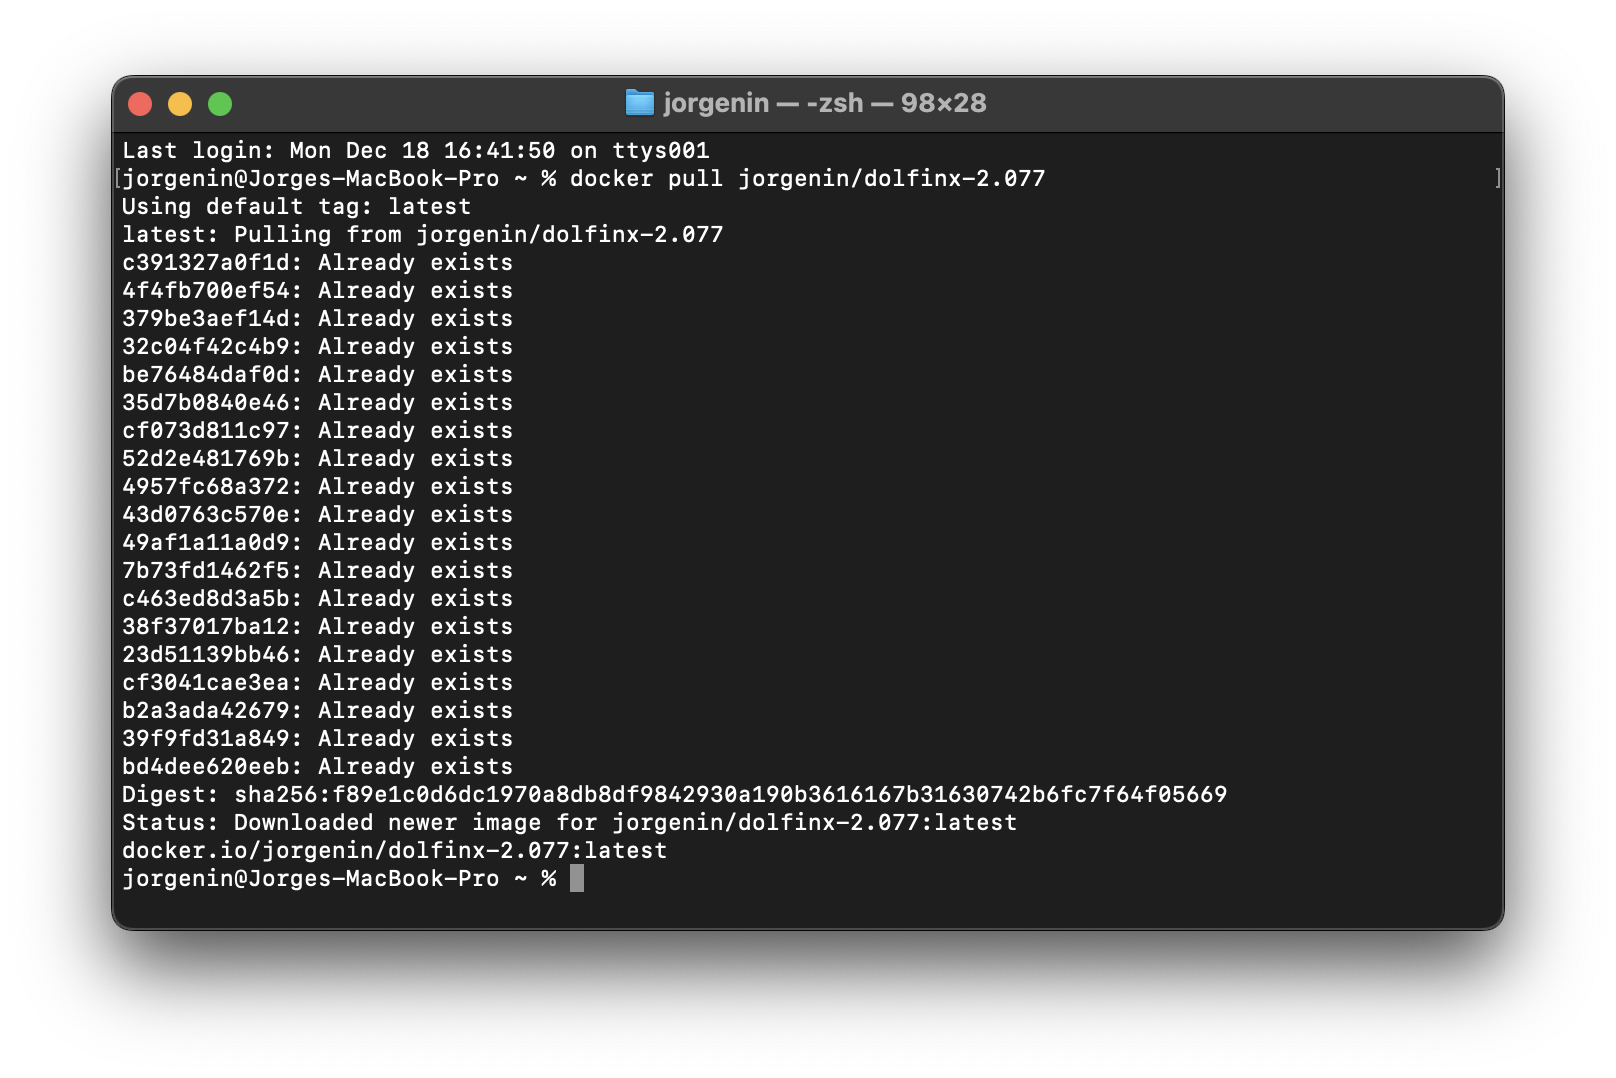 jorgenin — -zsh — 98×28
Last login: Mon Dec 18 16:41:50 on ttys001
[jorgenin@Jorges-MacBook-Pro ~ % docker pull jorgenin/dolfinx-2.077 ]
Using default tag: latest
latest: Pulling from jorgenin/dolfinx-2.077
c391327a0f1d: Already exists
4f4fb700ef54: Already exists
379be3aef14d: Already exists
32c04f42c4b9: Already exists
be76484daf0d: Already exists
35d7b0840e46: Already exists
cf073d811c97: Already exists
52d2e481769b: Already exists
4957fc68a372: Already exists
43d0763c570e: Already exists
49af1a11a0d9: Already exists
7b73fd1462f5: Already exists
c463ed8d3a5b: Already exists
38f37017ba12: Already exists
23d51139bb46: Already exists
cf3041cae3ea: Already exists
b2a3ada42679: Already exists
39f9fd31a849: Already exists
bd4dee620eeb: Already exists
Digest: sha256:f89e1c0d6dc1970a8db8df9842930a190b3616167b31630742b6fc7f64f05669
Status: Downloaded newer image for jorgenin/dolfinx-2.077:latest
docker.io/jorgenin/dolfinx-2.077:latest
jorgenin@Jorges-MacBook-Pro ~ %